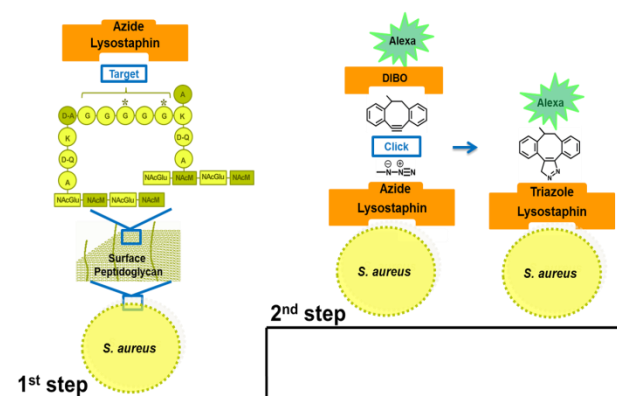 Azide
Lysostaphin
Target
* *
A
D-A G G G G G K
K D-Q
D-Q A
A
NAcGlu NAcM NAcGlu NAcM
NAcGlu NAcM NAcGlu NAcM
Surface
Peptidoglycan
S. aureus
1st step
Alexa
DIBO
Click
⊖ ⊕
N N N
Azide
Lysostaphin
S. aureus
2nd step
Alexa
N
N N
Triazole
Lysostaphin
S. aureus